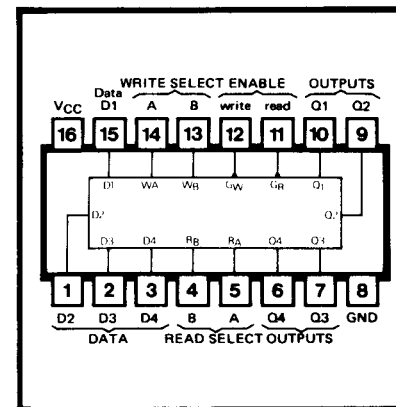 WRITE SELECT ENABLE OUTPUTS
VCC Data D1 A B write read Q1 Q2
16 15 14 13 12 11 10 9
D1 WA WB GW GR Q1
D2 Q2
D3 D4 RB RA Q4 Q3
1 2 3 4 5 6 7 8
D2 D3 D4 B A Q4 Q3 GND
DATA READ SELECT OUTPUTS